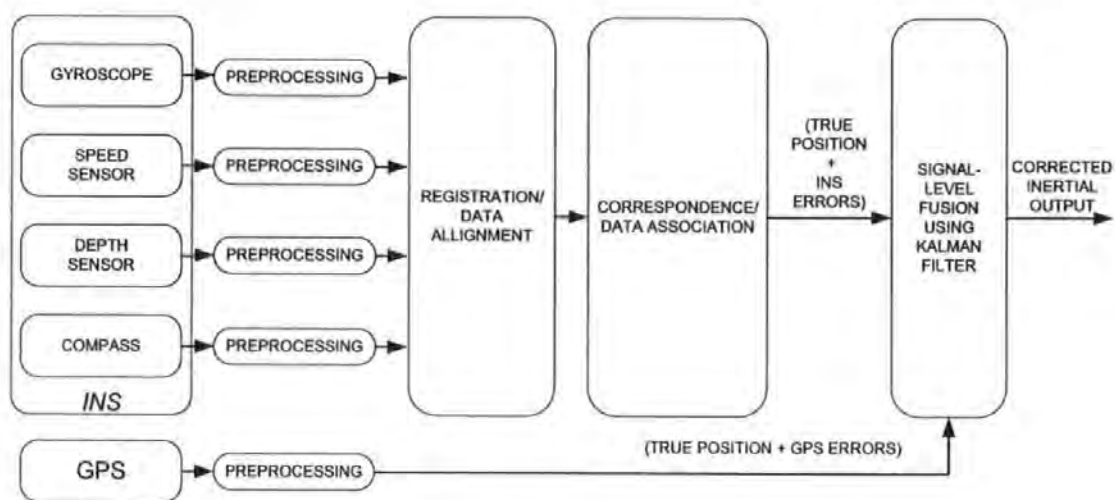 GYROSCOPE
PREPROCESSING
SPEED
SENSOR
PREPROCESSING
DEPTH
SENSOR
PREPROCESSING
COMPASS
PREPROCESSING
INS
GPS
PREPROCESSING
REGISTRATION/
DATA
ALLIGNMENT
CORRESPONDENCE/
DATA ASSOCIATION
(TRUE
POSITION
+
INS
ERRORS)
(TRUE POSITION + GPS ERRORS)
SIGNAL-
LEVEL
FUSION
USING
KALMAN
FILTER
CORRECTED
INERTIAL
OUTPUT